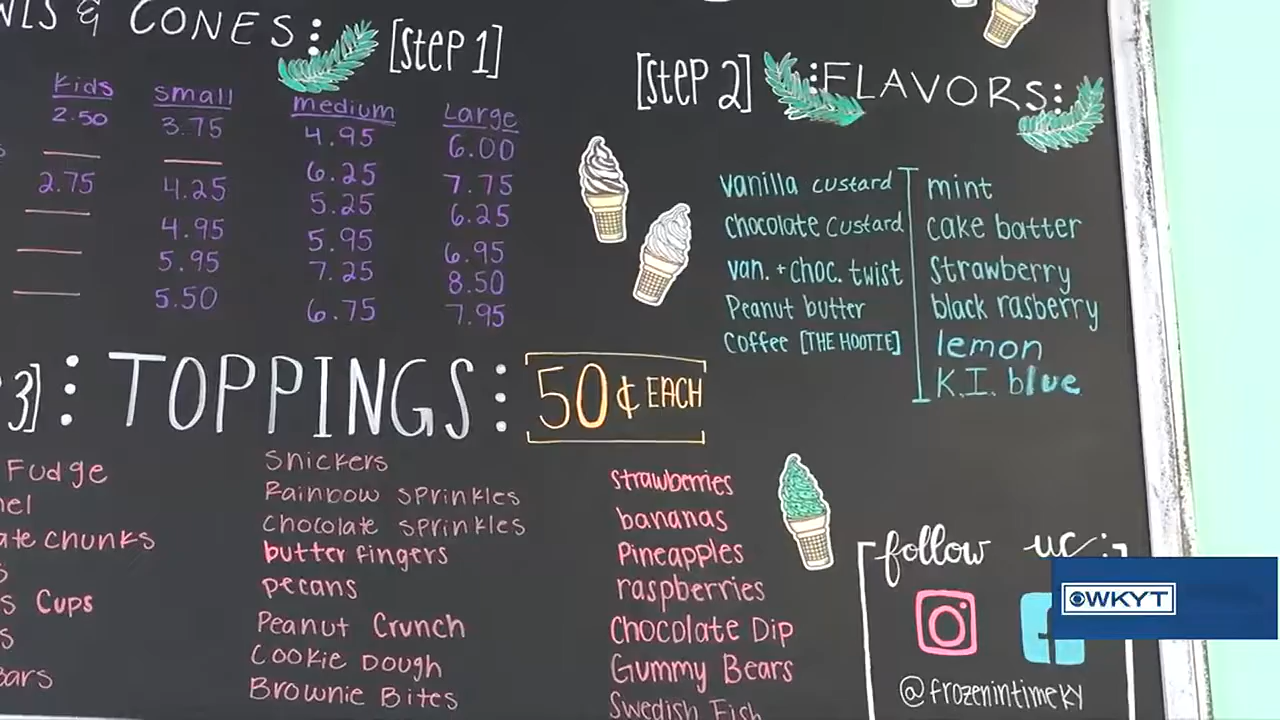 & CONES:
[Step 1]
Kids small medium Large
2.50 3.75 4.95 6.00
6.25 7.75
2.75 4.25 5.25 6.25
4.95 5.95 6.95
5.95 7.25 8.50
5.50 6.75 7.95
[Step 2] :FLAVORS:
vanilla custard
chocolate custard
van. + choc. twist
Peanut butter
Coffee [THE HOOTIE]
mint
cake batter
strawberry
black rasberry
lemon
K.I. blue
3] : TOPPINGS: 50¢ EACH
Fudge
chunks
Cups
Snickers
Rainbow sprinkles
Chocolate sprinkles
butter fingers
pecans
Peanut Crunch
Cookie Dough
Brownie Bites
strawberries
bananas
Pineapples
raspberries
Chocolate Dip
Gummy Bears
Swedish Fish
follow us:
@frozenintimeky
WKYT